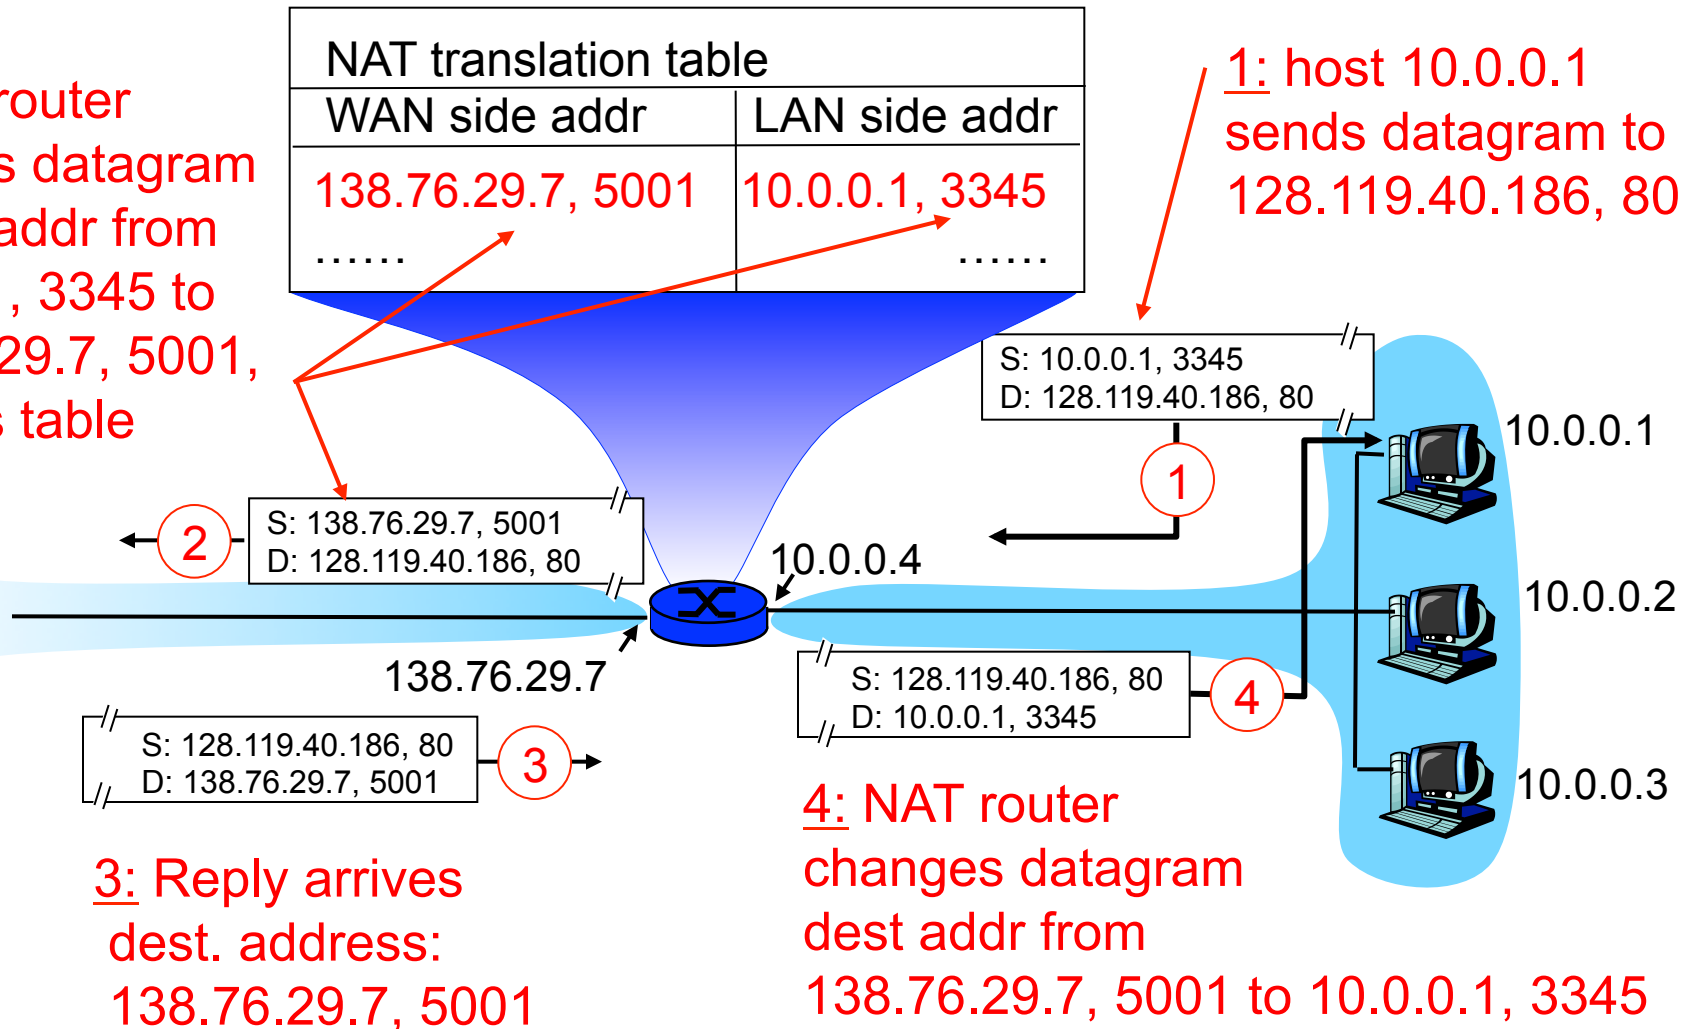 NAT translation table
WAN side addr LAN side addr
138.76.29.7, 5001 10.0.0.1, 3345
...... ......
router
s datagram
addr from
, 3345 to
29.7, 5001,
s table
1: host 10.0.0.1
sends datagram to
128.119.40.186, 80
S: 10.0.0.1, 3345
D: 128.119.40.186, 80
1
10.0.0.1
2
S: 138.76.29.7, 5001
D: 128.119.40.186, 80
10.0.0.4
10.0.0.2
138.76.29.7
S: 128.119.40.186, 80
D: 10.0.0.1, 3345
4
S: 128.119.40.186, 80
D: 138.76.29.7, 5001
3
10.0.0.3
3: Reply arrives
dest. address:
138.76.29.7, 5001
4: NAT router
changes datagram
dest addr from
138.76.29.7, 5001 to 10.0.0.1, 3345